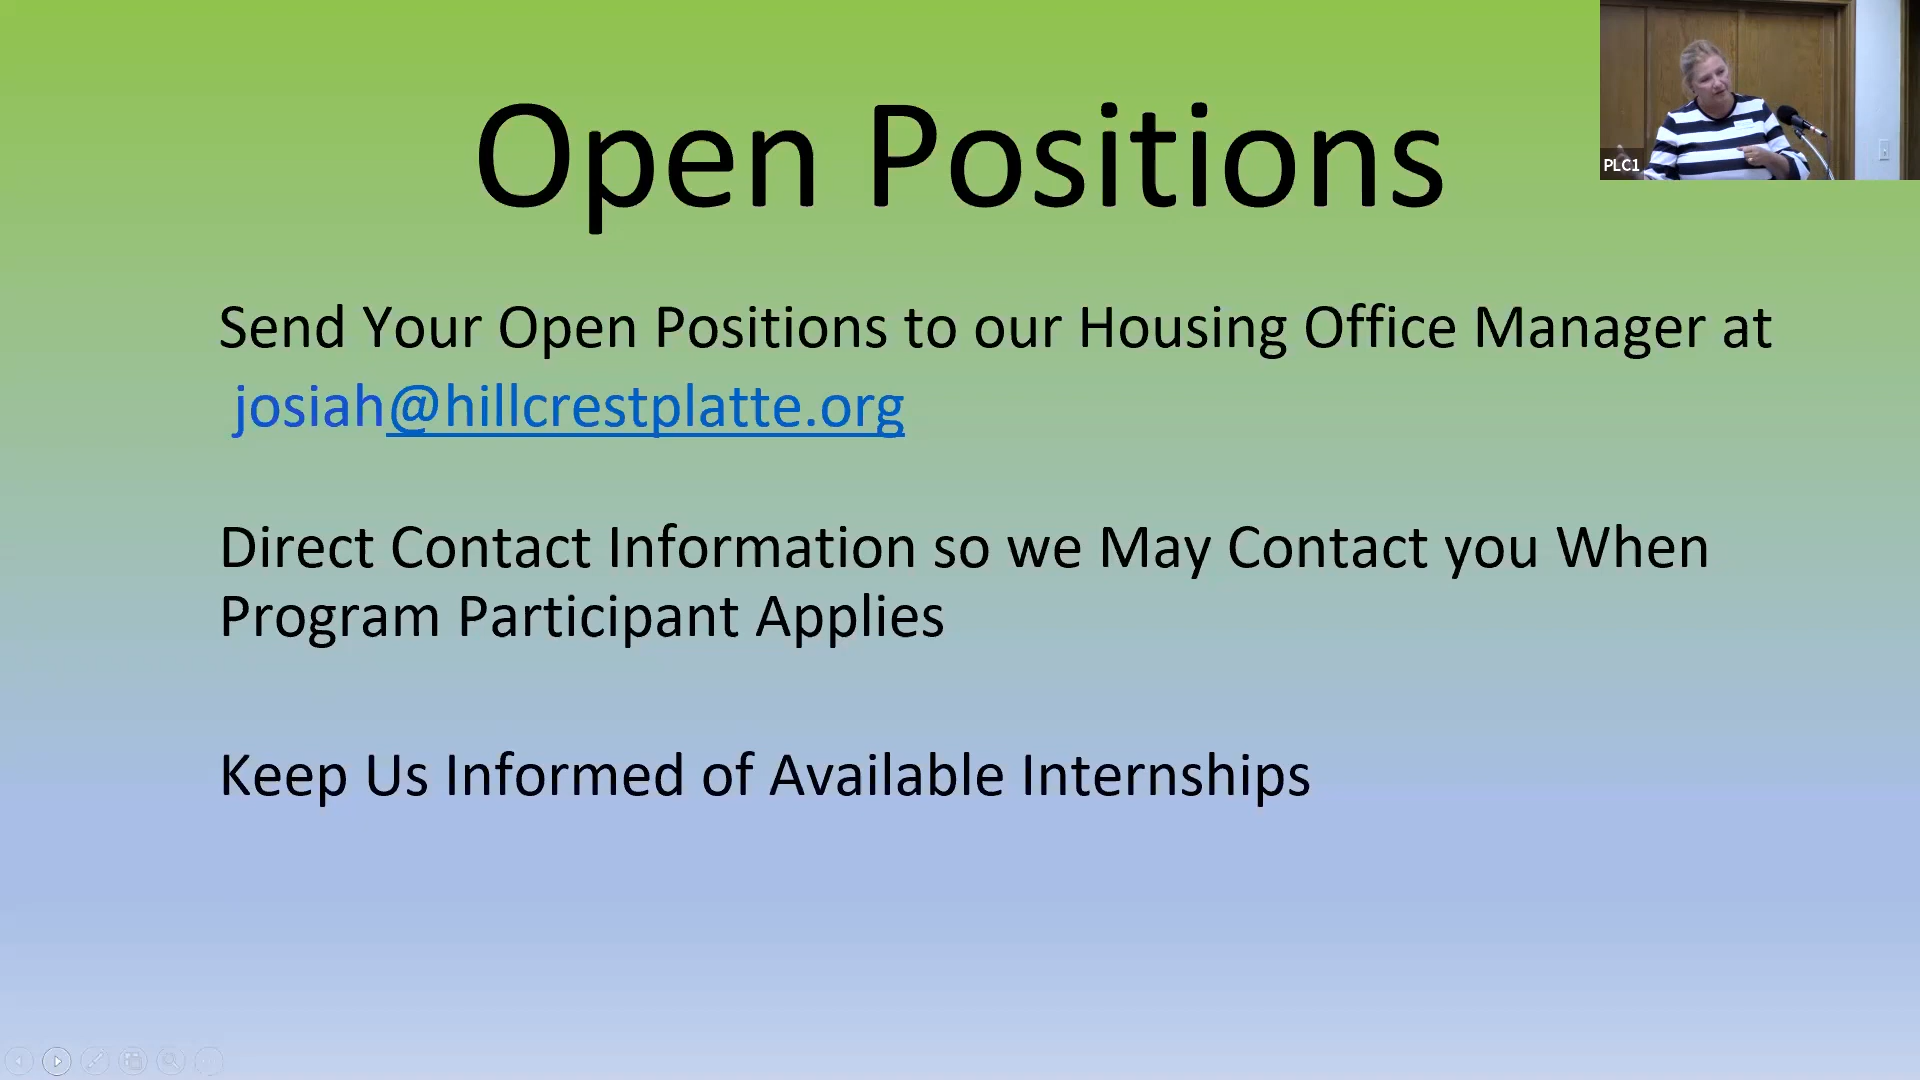 Open Positions
PLC1
Send Your Open Positions to our Housing Office Manager at
josiah@hillcrestplatte.org
Direct Contact Information so we May Contact you When
Program Participant Applies
Keep Us Informed of Available Internships